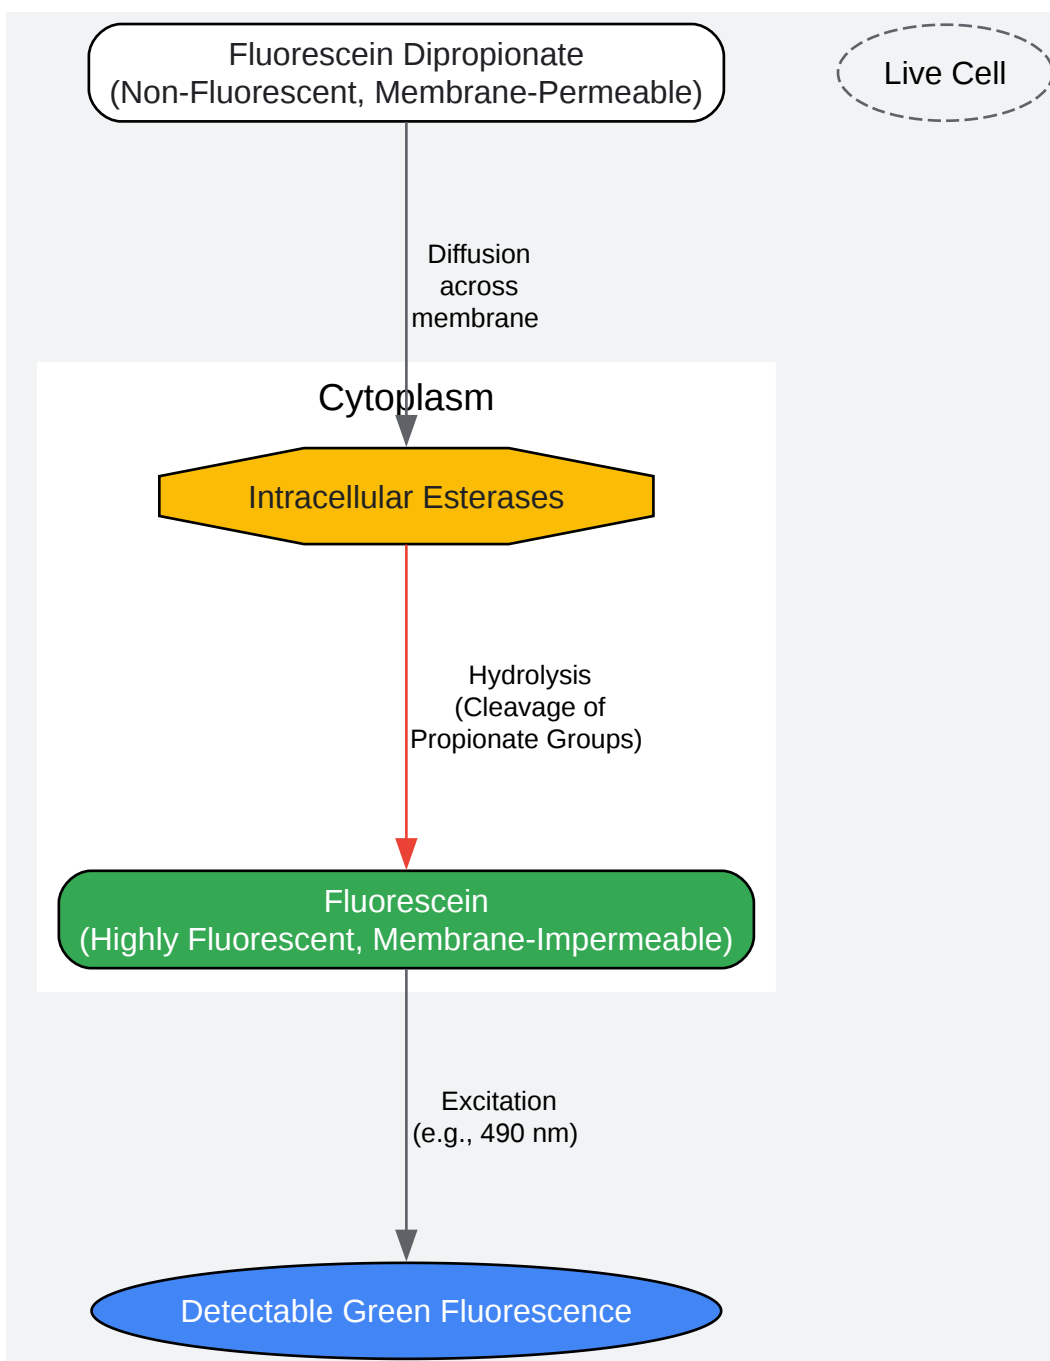 Fluorescein Dipropionate
(Non-Fluorescent, Membrane-Permeable)
Live Cell
Diffusion
across
membrane
Cytoplasm
Intracellular Esterases
Hydrolysis
(Cleavage of
Propionate Groups)
Fluorescein
(Highly Fluorescent, Membrane-Impermeable)
Excitation
(e.g., 490 nm)
Detectable Green Fluorescence